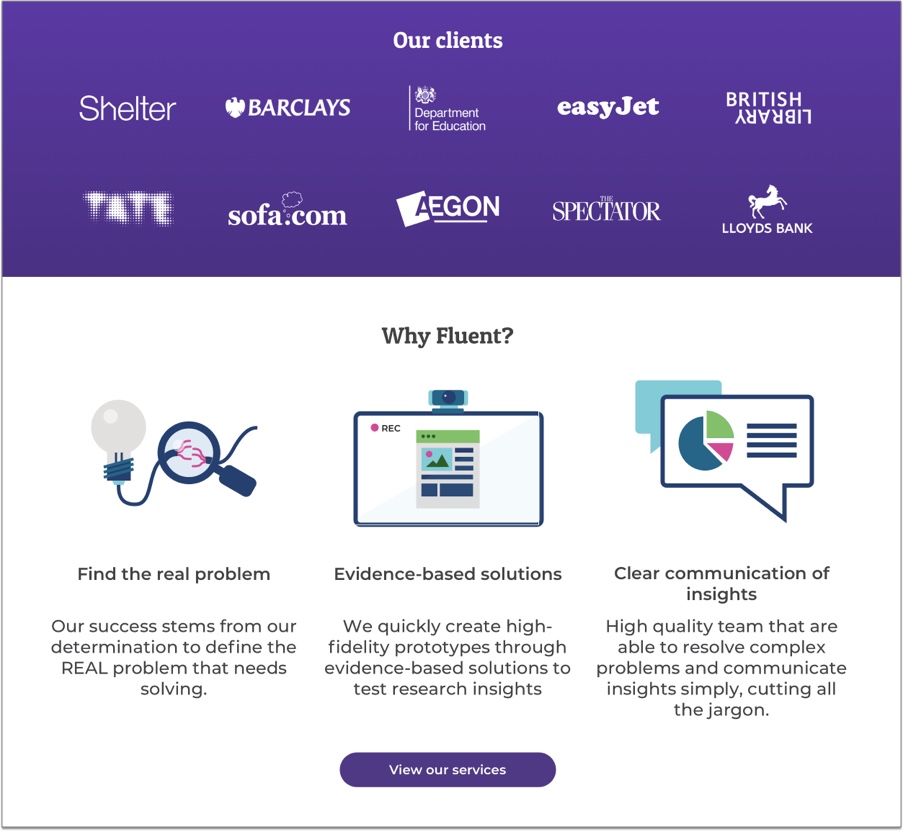 Our clients
Shelter
BARCLAYS
Department
for Education
easyJet
BRITISH
LIBRARY
TATE
sofa.com
AEGON
THE
SPECTATOR
LLOYDS BANK
Why Fluent?
REC
Find the real problem
Our success stems from our
determination to define the
REAL problem that needs
solving.
Evidence-based solutions
We quickly create high-
fidelity prototypes through
evidence-based solutions to
test research insights
Clear communication of
insights
High quality team that are
able to resolve complex
problems and communicate
insights simply, cutting all
the jargon.
View our services